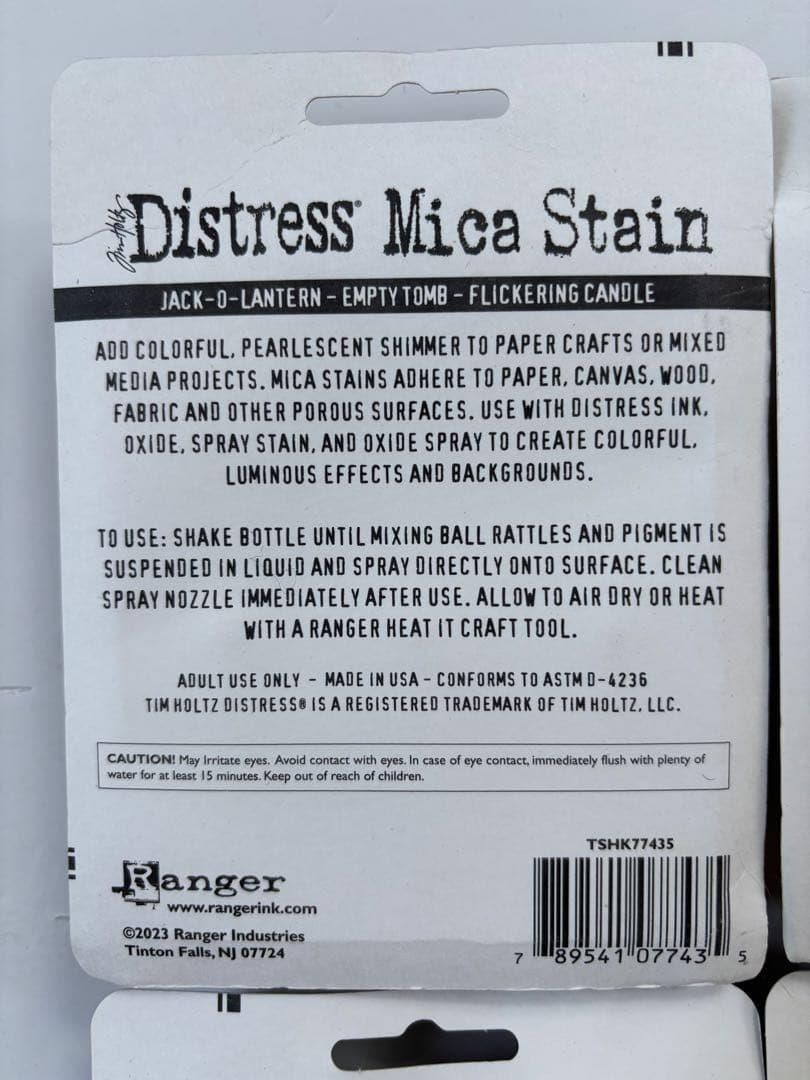 Tim Holtz Distress® Mica Stain
JACK-O-LANTERN – EMPTY TOMB – FLICKERING CANDLE
ADD COLORFUL, PEARLESCENT SHIMMER TO PAPER CRAFTS OR MIXED
MEDIA PROJECTS. MICA STAINS ADHERE TO PAPER, CANVAS, WOOD,
FABRIC AND OTHER POROUS SURFACES. USE WITH DISTRESS INK,
OXIDE, SPRAY STAIN, AND OXIDE SPRAY TO CREATE COLORFUL,
LUMINOUS EFFECTS AND BACKGROUNDS.
TO USE: SHAKE BOTTLE UNTIL MIXING BALL RATTLES AND PIGMENT IS
SUSPENDED IN LIQUID AND SPRAY DIRECTLY ONTO SURFACE. CLEAN
SPRAY NOZZLE IMMEDIATELY AFTER USE. ALLOW TO AIR DRY OR HEAT
WITH A RANGER HEAT IT CRAFT TOOL.
ADULT USE ONLY – MADE IN USA – CONFORMS TO ASTM D-4236
TIM HOLTZ DISTRESS® IS A REGISTERED TRADEMARK OF TIM HOLTZ, LLC.
CAUTION! May Irritate eyes. Avoid contact with eyes. In case of eye contact, immediately flush with plenty of
water for at least 15 minutes. Keep out of reach of children.
Ranger
www.rangerink.com
©2023 Ranger Industries
Tinton Falls, NJ 07724
TSHK77435
7 89541 07743 5